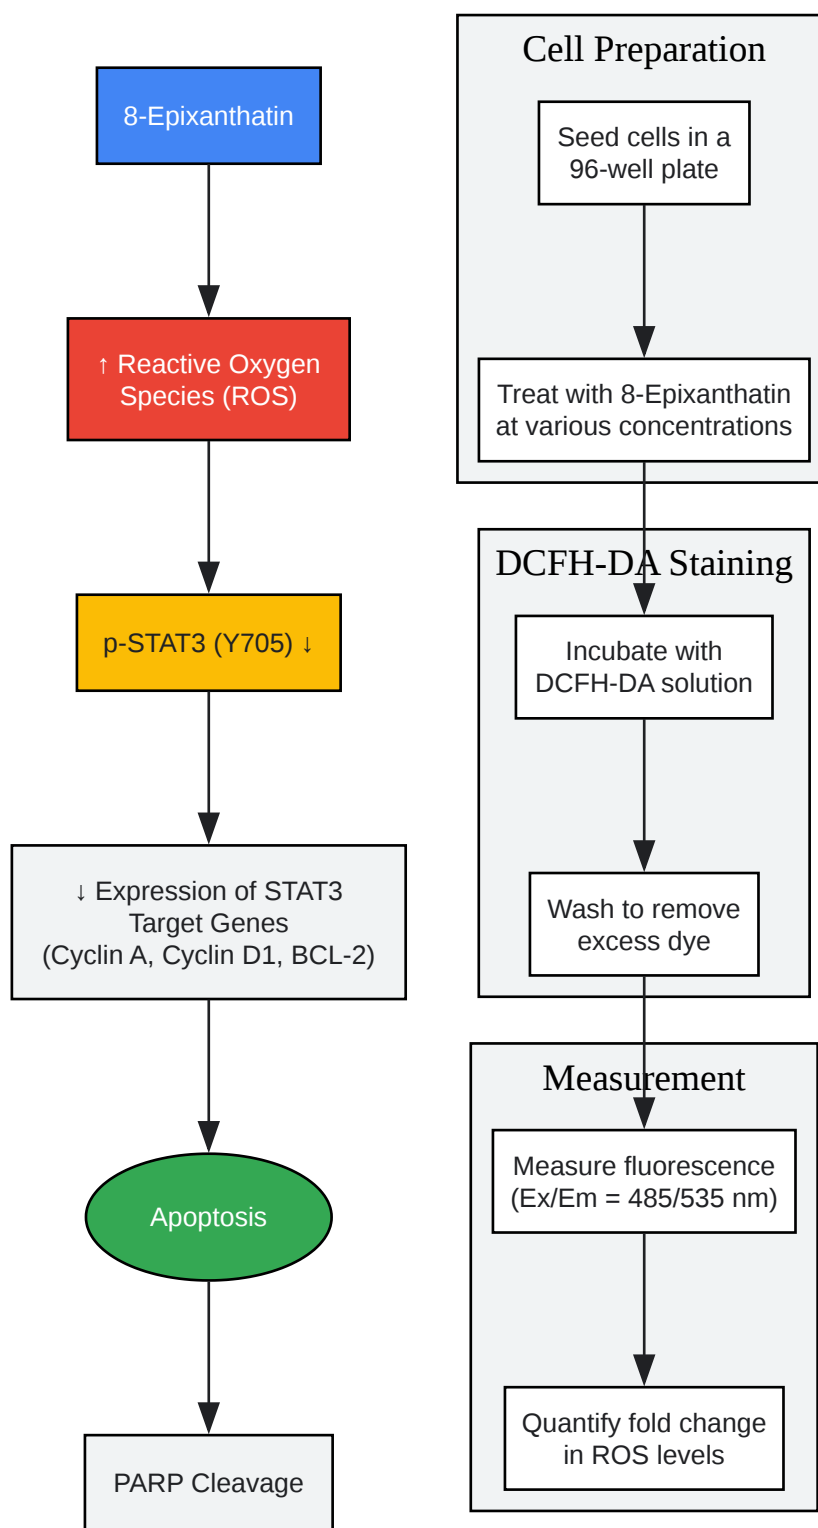 8-Epixanthatin
↑ Reactive Oxygen
Species (ROS)
p-STAT3 (Y705) ↓
↓ Expression of STAT3
Target Genes
(Cyclin A, Cyclin D1, BCL-2)
Apoptosis
PARP Cleavage
Cell Preparation
Seed cells in a
96-well plate
Treat with 8-Epixanthatin
at various concentrations
DCFH-DA Staining
Incubate with
DCFH-DA solution
Wash to remove
excess dye
Measurement
Measure fluorescence
(Ex/Em = 485/535 nm)
Quantify fold change
in ROS levels